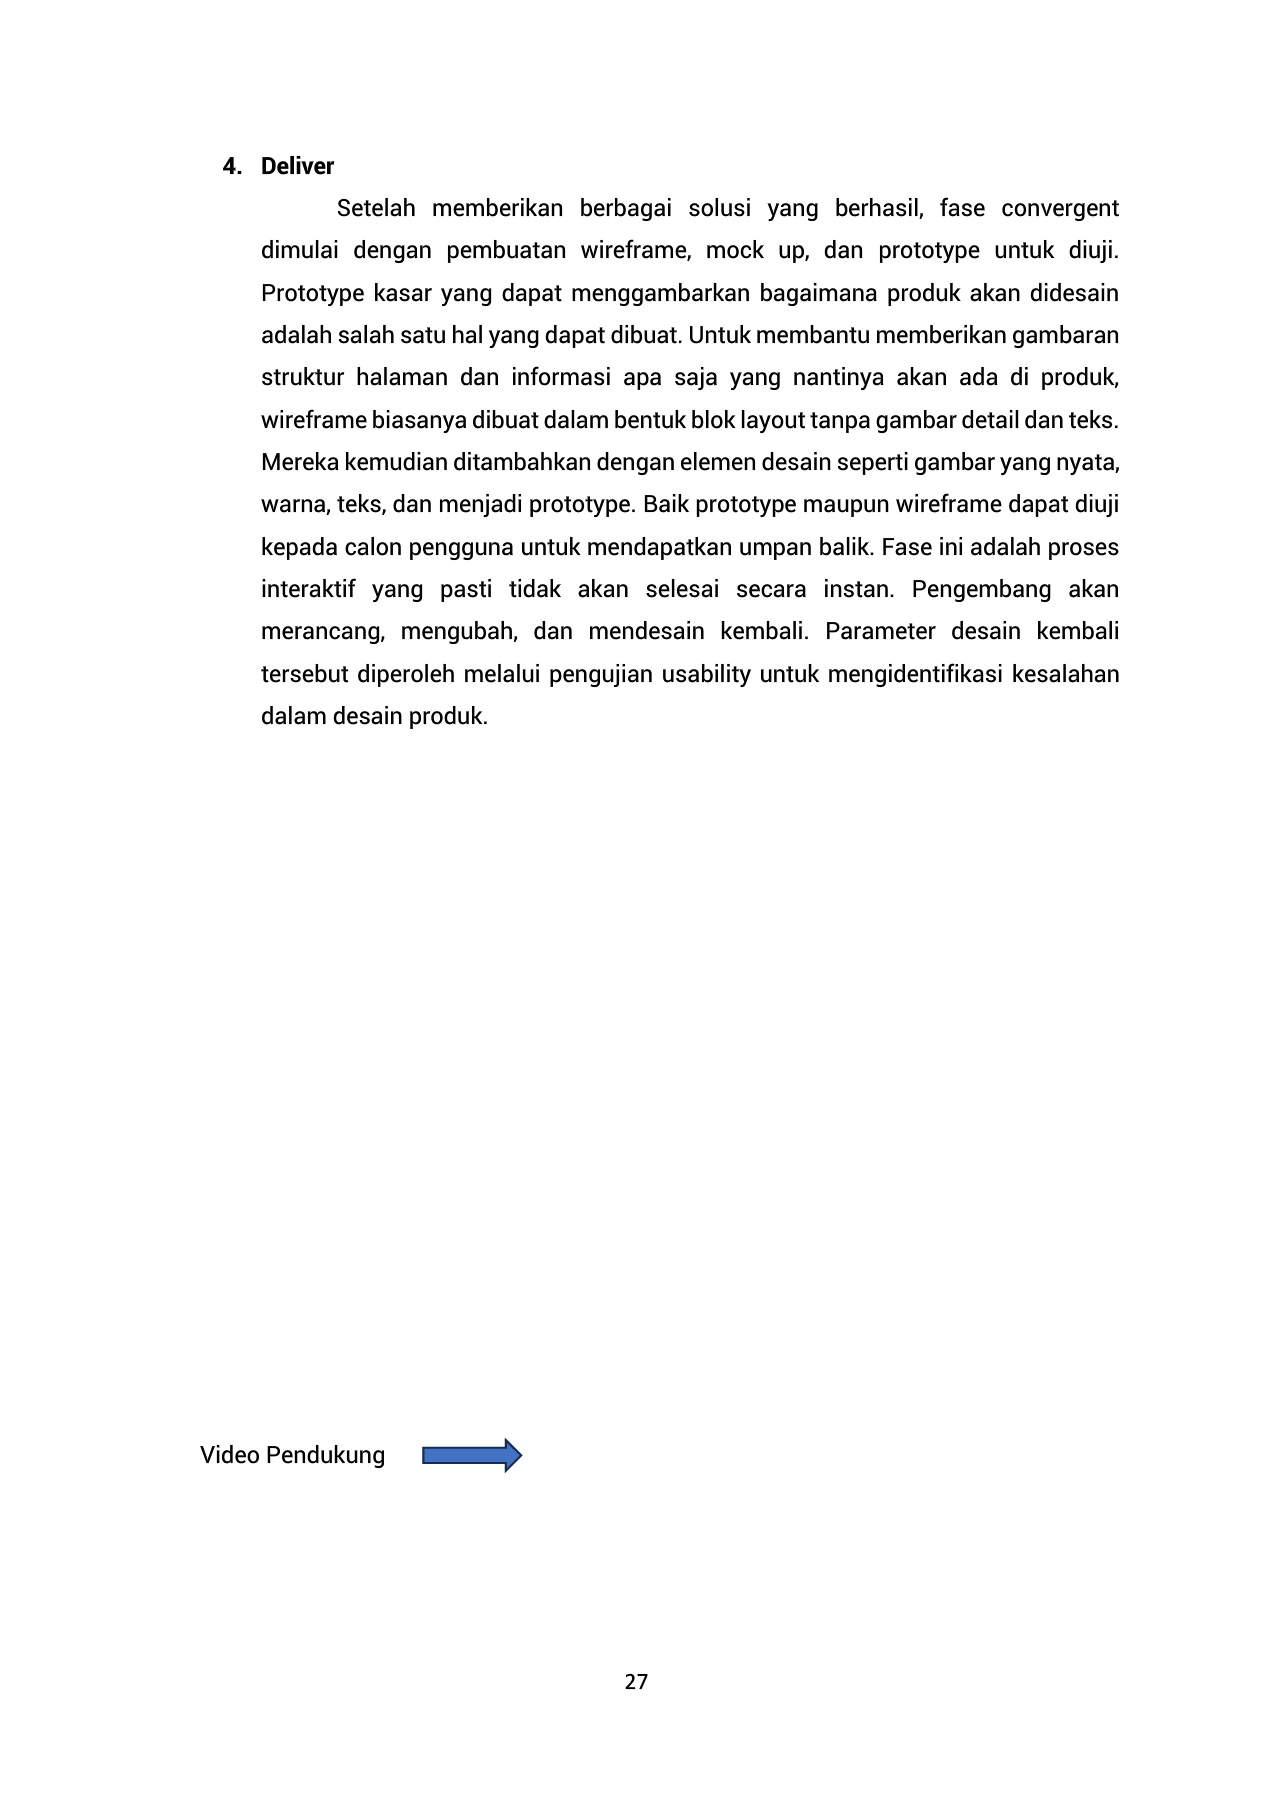 4. Deliver
Setelah memberikan berbagai solusi yang berhasil, fase convergent
dimulai dengan pembuatan wireframe, mock up, dan prototype untuk diuji.
Prototype kasar yang dapat menggambarkan bagaimana produk akan didesain
adalah salah satu hal yang dapat dibuat. Untuk membantu memberikan gambaran
struktur halaman dan informasi apa saja yang nantinya akan ada di produk,
wireframe biasanya dibuat dalam bentuk blok layout tanpa gambar detail dan teks.
Mereka kemudian ditambahkan dengan elemen desain seperti gambar yang nyata,
warna, teks, dan menjadi prototype. Baik prototype maupun wireframe dapat diuji
kepada calon pengguna untuk mendapatkan umpan balik. Fase ini adalah proses
interaktif yang pasti tidak akan selesai secara instan. Pengembang akan
merancang, mengubah, dan mendesain kembali. Parameter desain kembali
tersebut diperoleh melalui pengujian usability untuk mengidentifikasi kesalahan
dalam desain produk.
Video Pendukung
27